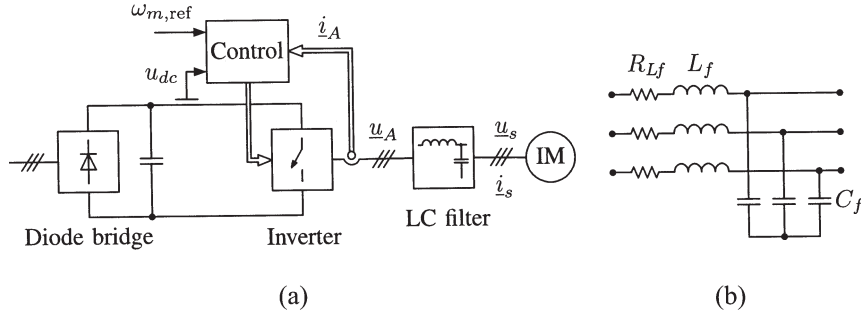 ω_{m,ref}
Control
i_A
u_{dc}
u_A
u_s
IM
i_s
LC filter
Diode bridge
Inverter
(a)
R_{Lf}
L_f
C_f
(b)